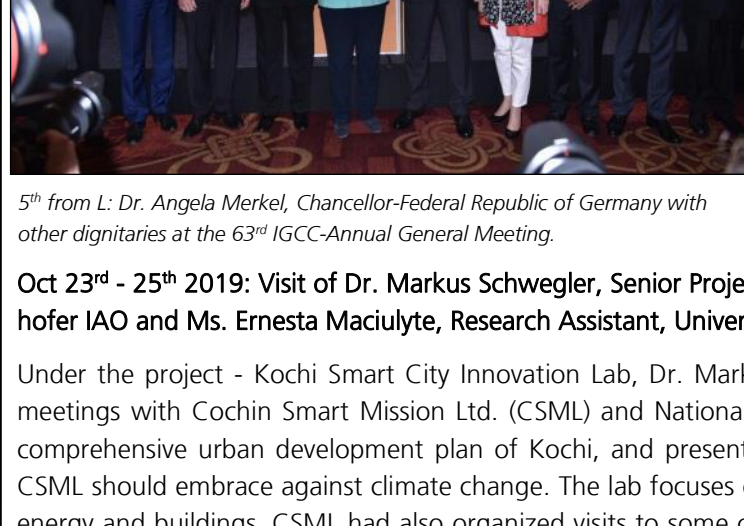 5th from L: Dr. Angela Merkel, Chancellor-Federal Republic of Germany with
other dignitaries at the 63rd IGCC-Annual General Meeting.
Oct 23rd - 25th 2019: Visit of Dr. Markus Schwegler, Senior Proje
hofer IAO and Ms. Ernesta Maciulyte, Research Assistant, Univer
Under the project - Kochi Smart City Innovation Lab, Dr. Mark
meetings with Cochin Smart Mission Ltd. (CSML) and National
comprehensive urban development plan of Kochi, and present
CSML should embrace against climate change. The lab focuses
energy and buildings. CSML had also organized visits to some